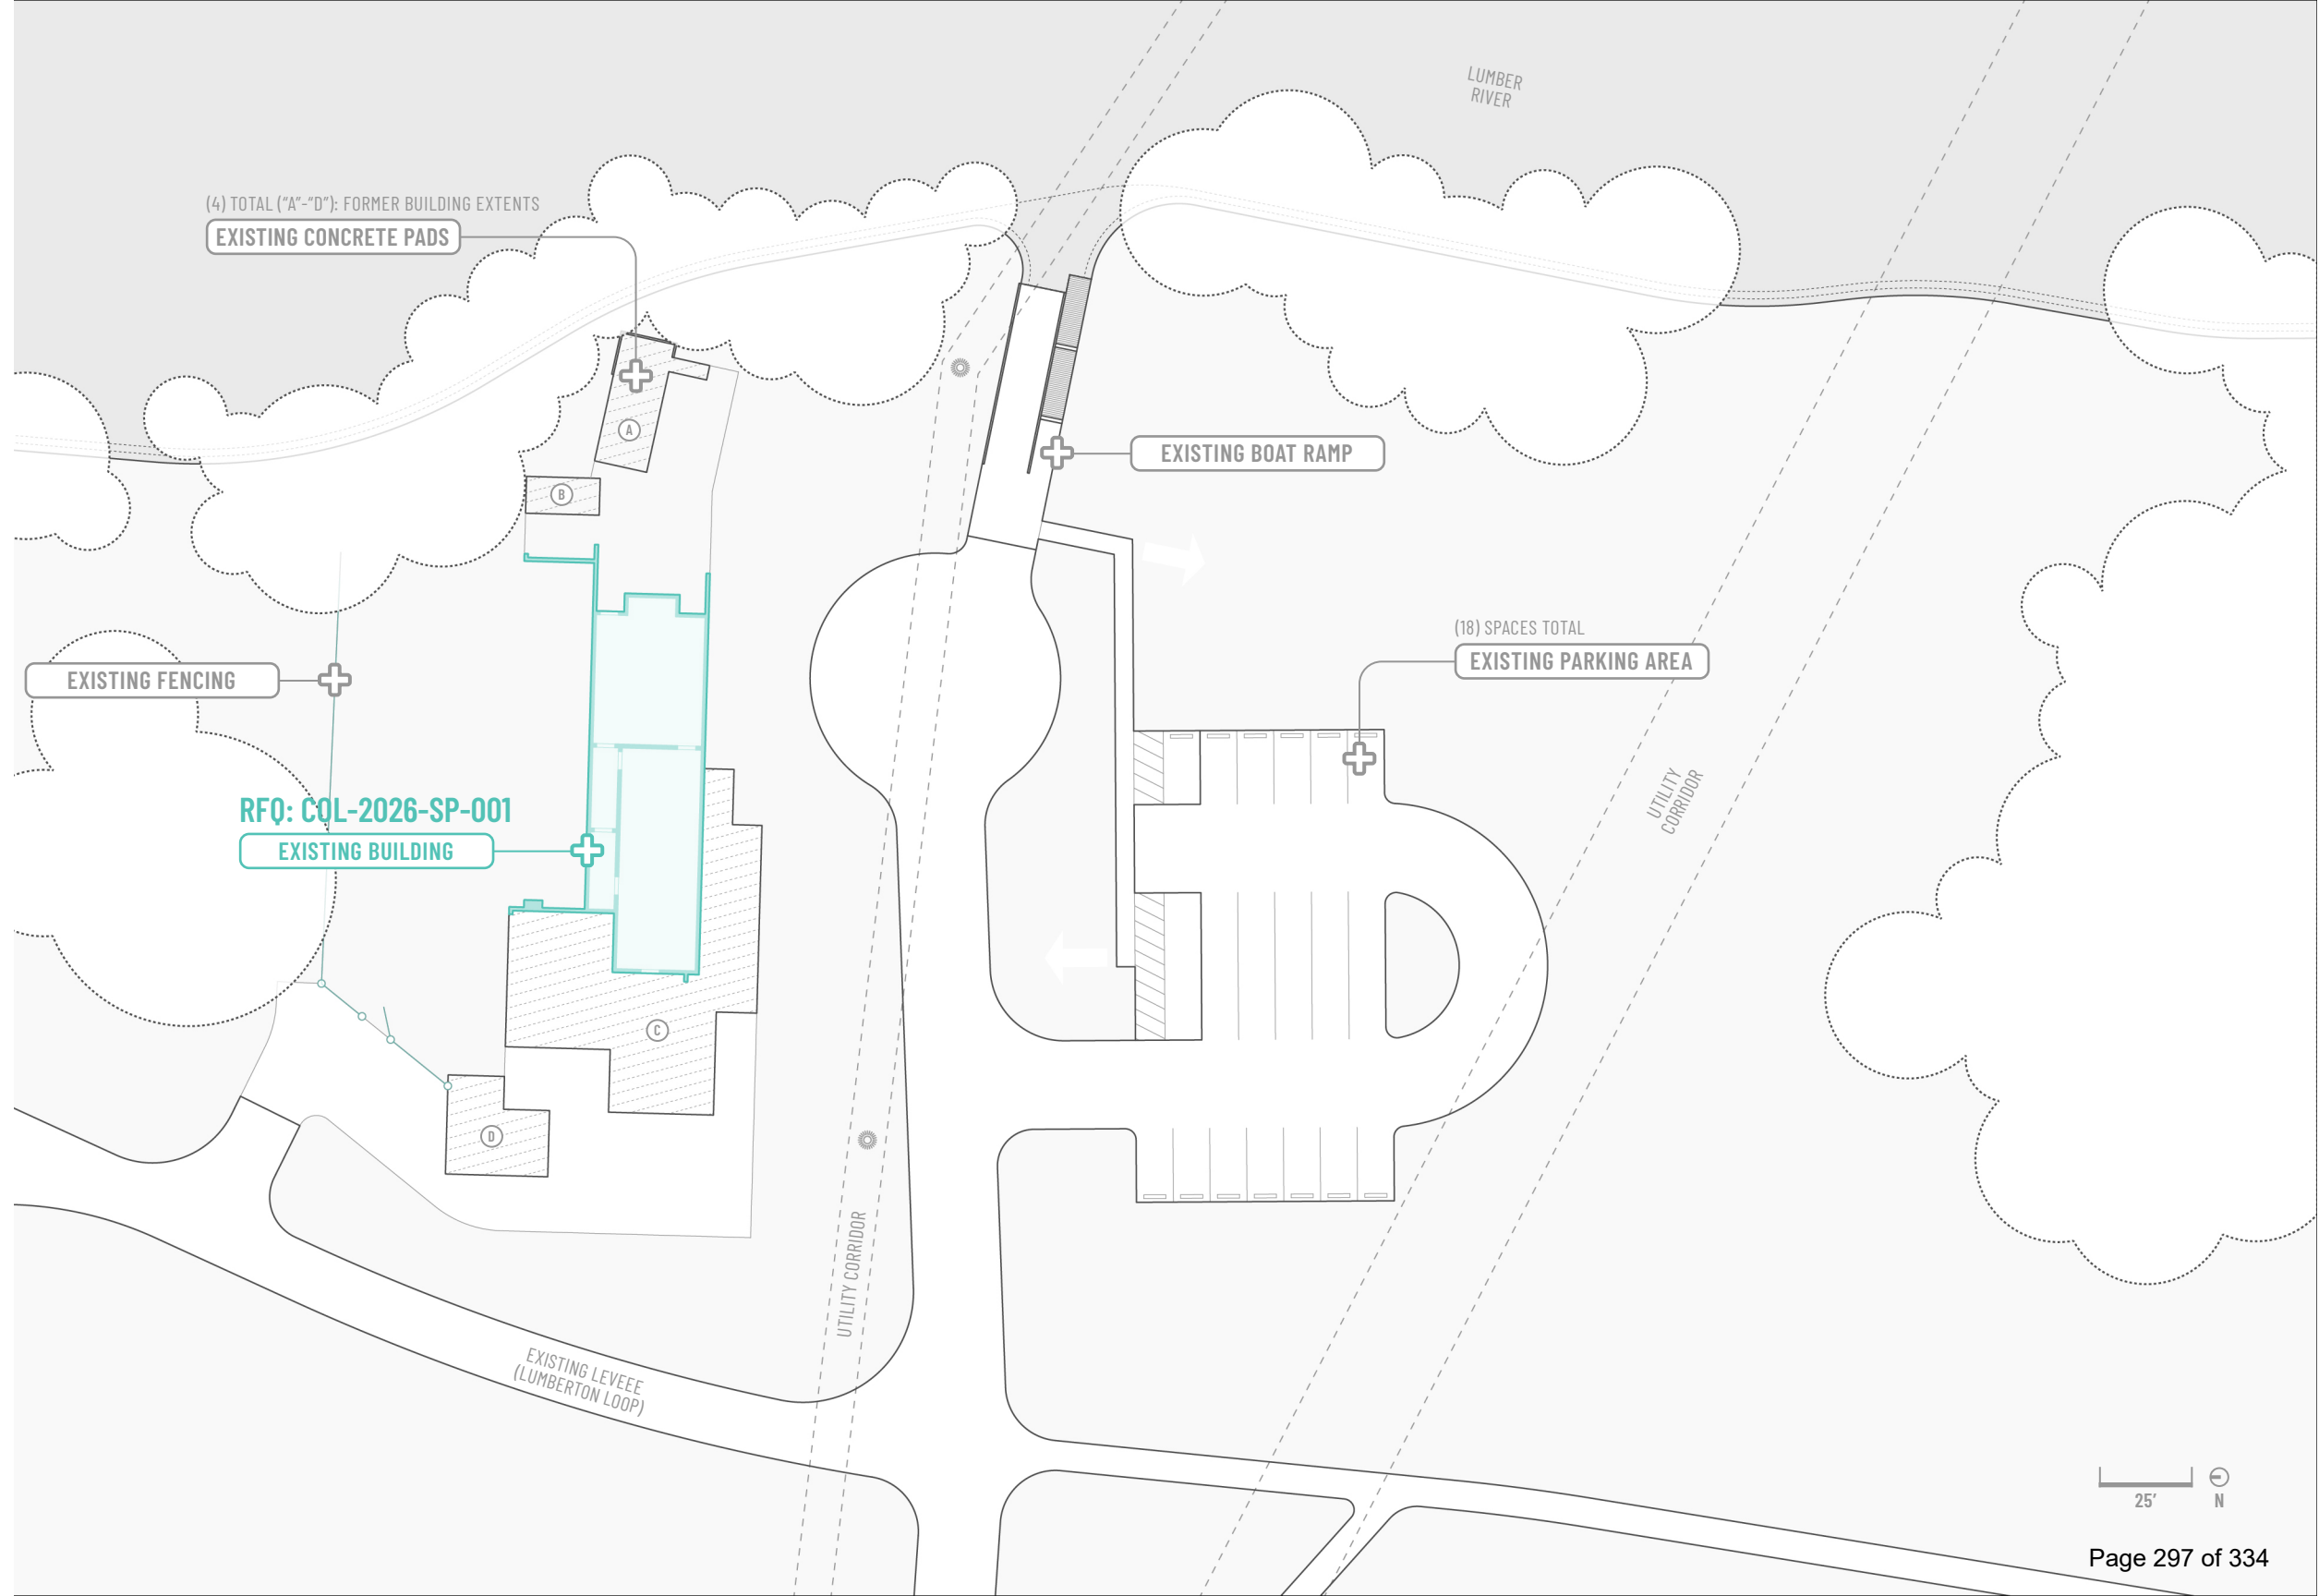 LUMBER
RIVER
(4) TOTAL ("A"-"D"): FORMER BUILDING EXTENTS
EXISTING CONCRETE PADS
A
EXISTING BOAT RAMP
B
(18) SPACES TOTAL
EXISTING PARKING AREA
EXISTING FENCING
UTILITY
CORRIDOR
RFQ: COL-2026-SP-001
EXISTING BUILDING
C
D
UTILITY CORRIDOR
EXISTING LEVEEE
(LUMBERTON LOOP)
25'
N
Page 297 of 334